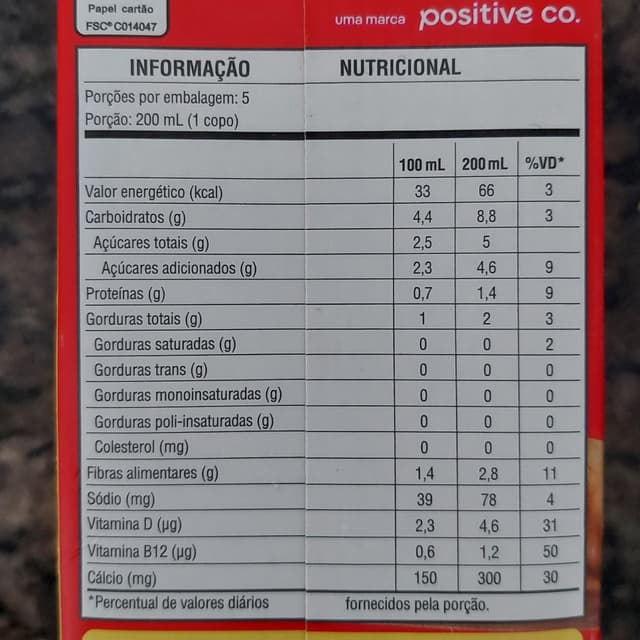 Papel cartão
FSC® C014047
uma marca positive co.
INFORMAÇÃO NUTRICIONAL
Porções por embalagem: 5
Porção: 200 mL (1 copo)
100 mL 200 mL %VD*
Valor energético (kcal) 33 66 3
Carboidratos (g) 4,4 8,8 3
Açúcares totais (g) 2,5 5
Açúcares adicionados (g) 2,3 4,6 9
Proteínas (g) 0,7 1,4 9
Gorduras totais (g) 1 2 3
Gorduras saturadas (g) 0 0 2
Gorduras trans (g) 0 0 0
Gorduras monoinsaturadas (g) 0 0 0
Gorduras poli-insaturadas (g) 0 0 0
Colesterol (mg) 0 0 0
Fibras alimentares (g) 1,4 2,8 11
Sódio (mg) 39 78 4
Vitamina D (µg) 2,3 4,6 31
Vitamina B12 (µg) 0,6 1,2 50
Cálcio (mg) 150 300 30
*Percentual de valores diários fornecidos pela porção.